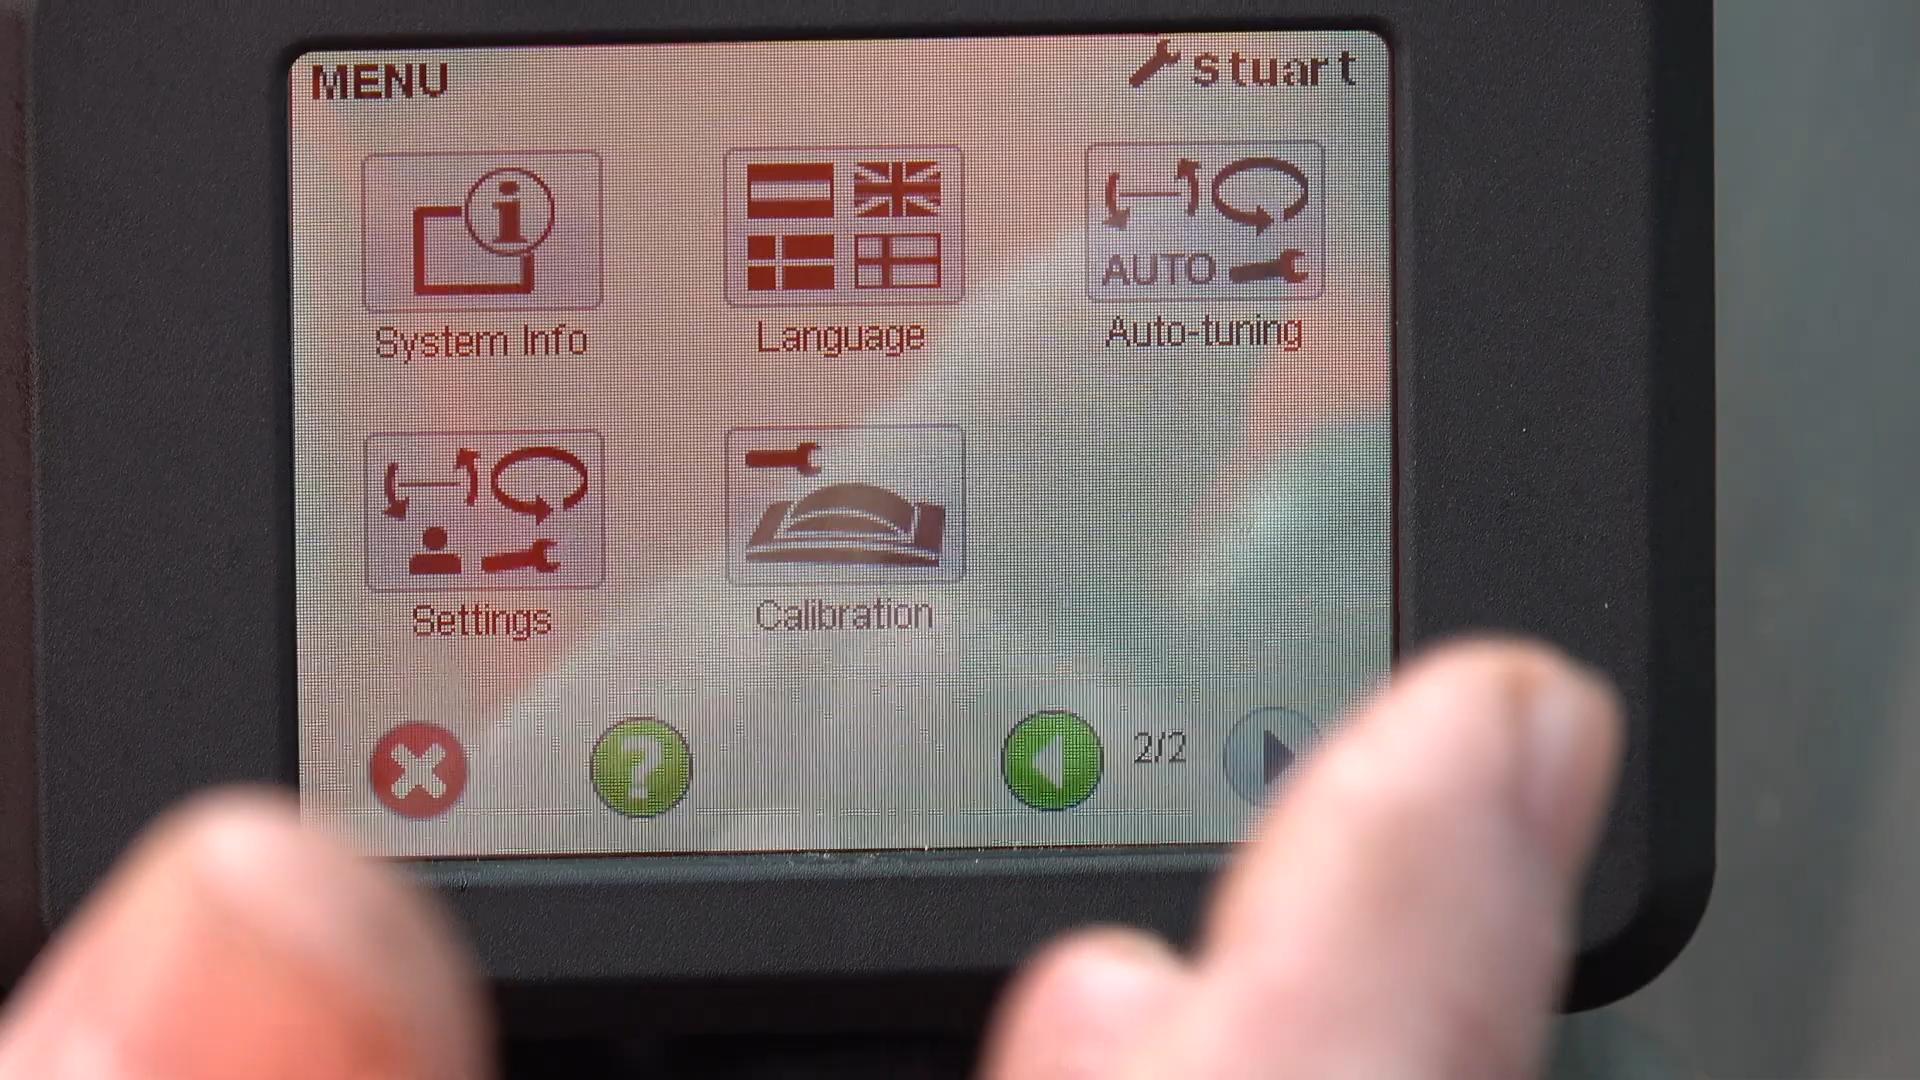 MENU
stuart
System Info
Language
AUTO
Auto-tuning
Settings
Calibration
?
2/2